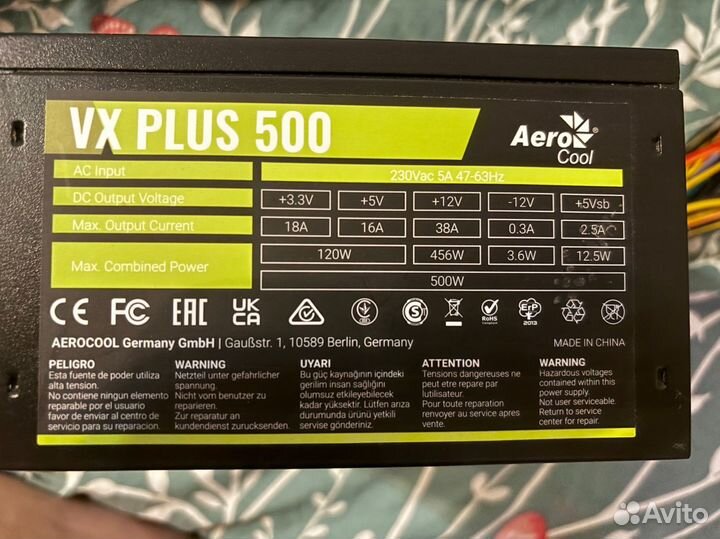 VX PLUS 500
Aero Cool
AC Input 230Vac 5A 47-63Hz
DC Output Voltage +3.3V +5V +12V -12V +5Vsb
Max. Output Current 18A 16A 38A 0.3A 2.5A
Max. Combined Power 120W 456W 3.6W 12.5W
500W
CE FC EAC UK CA S RoHS Compliant ErP 2013
AEROCOOL Germany GmbH | Gaußstr. 1, 10589 Berlin, Germany MADE IN CHINA
PELIGRO
Esta fuente de poder utiliza
alta tension.
No contiene ningun elemento
reparable por el usuario
favor de enviar al centro de
servicio para su reparacion.
WARNING
Netzteil unter gefahrlicher
spannung.
Nicht vom benutzer zu
reparieren.
Zur reparatur an
kundendienst zurucksenden.
UYARI
Bu güç kaynağının içindeki
gerilim insan sağlığını
olumsuz etkileyebilecek
kadar yüksektir. Lütfen arıza
durumunda ürünü yetkili
servise gönderiniz.
ATTENTION
Tensions dangereuses ne
peut etre repare par
lutilisateur.
Pour toute reparation
renvoyer au service apres
vente.
WARNING
Hazardous voltages
contained within this
power supply.
Not user serviceable.
Return to service
center for repair.
Avito